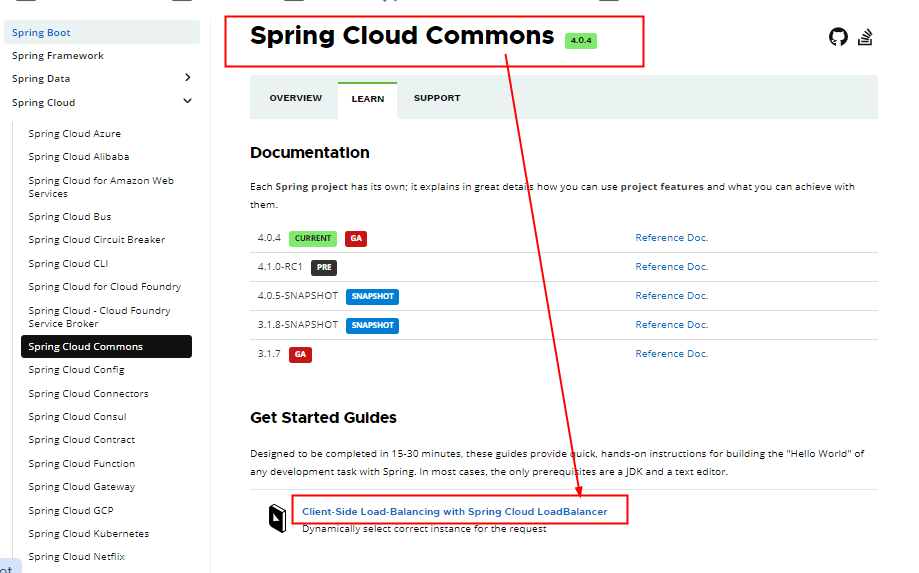 Spring Boot
Spring Framework
Spring Data
Spring Cloud
Spring Cloud Azure
Spring Cloud Alibaba
Spring Cloud for Amazon Web
Services
Spring Cloud Bus
Spring Cloud Circuit Breaker
Spring Cloud CLI
Spring Cloud for Cloud Foundry
Spring Cloud - Cloud Foundry
Service Broker
Spring Cloud Commons
Spring Cloud Config
Spring Cloud Connectors
Spring Cloud Consul
Spring Cloud Contract
Spring Cloud Function
Spring Cloud Gateway
Spring Cloud GCP
Spring Cloud Kubernetes
Spring Cloud Netflix
Spring Cloud Commons 4.0.4
OVERVIEW LEARN SUPPORT
Documentation
Each Spring project has its own; it explains in great details how you can use project features and what you can achieve with
them.
4.0.4 CURRENT GA Reference Doc.
4.1.0-RC1 PRE Reference Doc.
4.0.5-SNAPSHOT SNAPSHOT Reference Doc.
3.1.8-SNAPSHOT SNAPSHOT Reference Doc.
3.1.7 GA Reference Doc.
Get Started Guides
Designed to be completed in 15-30 minutes, these guides provide quick, hands-on instructions for building the "Hello World" of
any development task with Spring. In most cases, the only prerequisites are a JDK and a text editor.
Client-Side Load-Balancing with Spring Cloud LoadBalancer
Dynamically select correct instance for the request